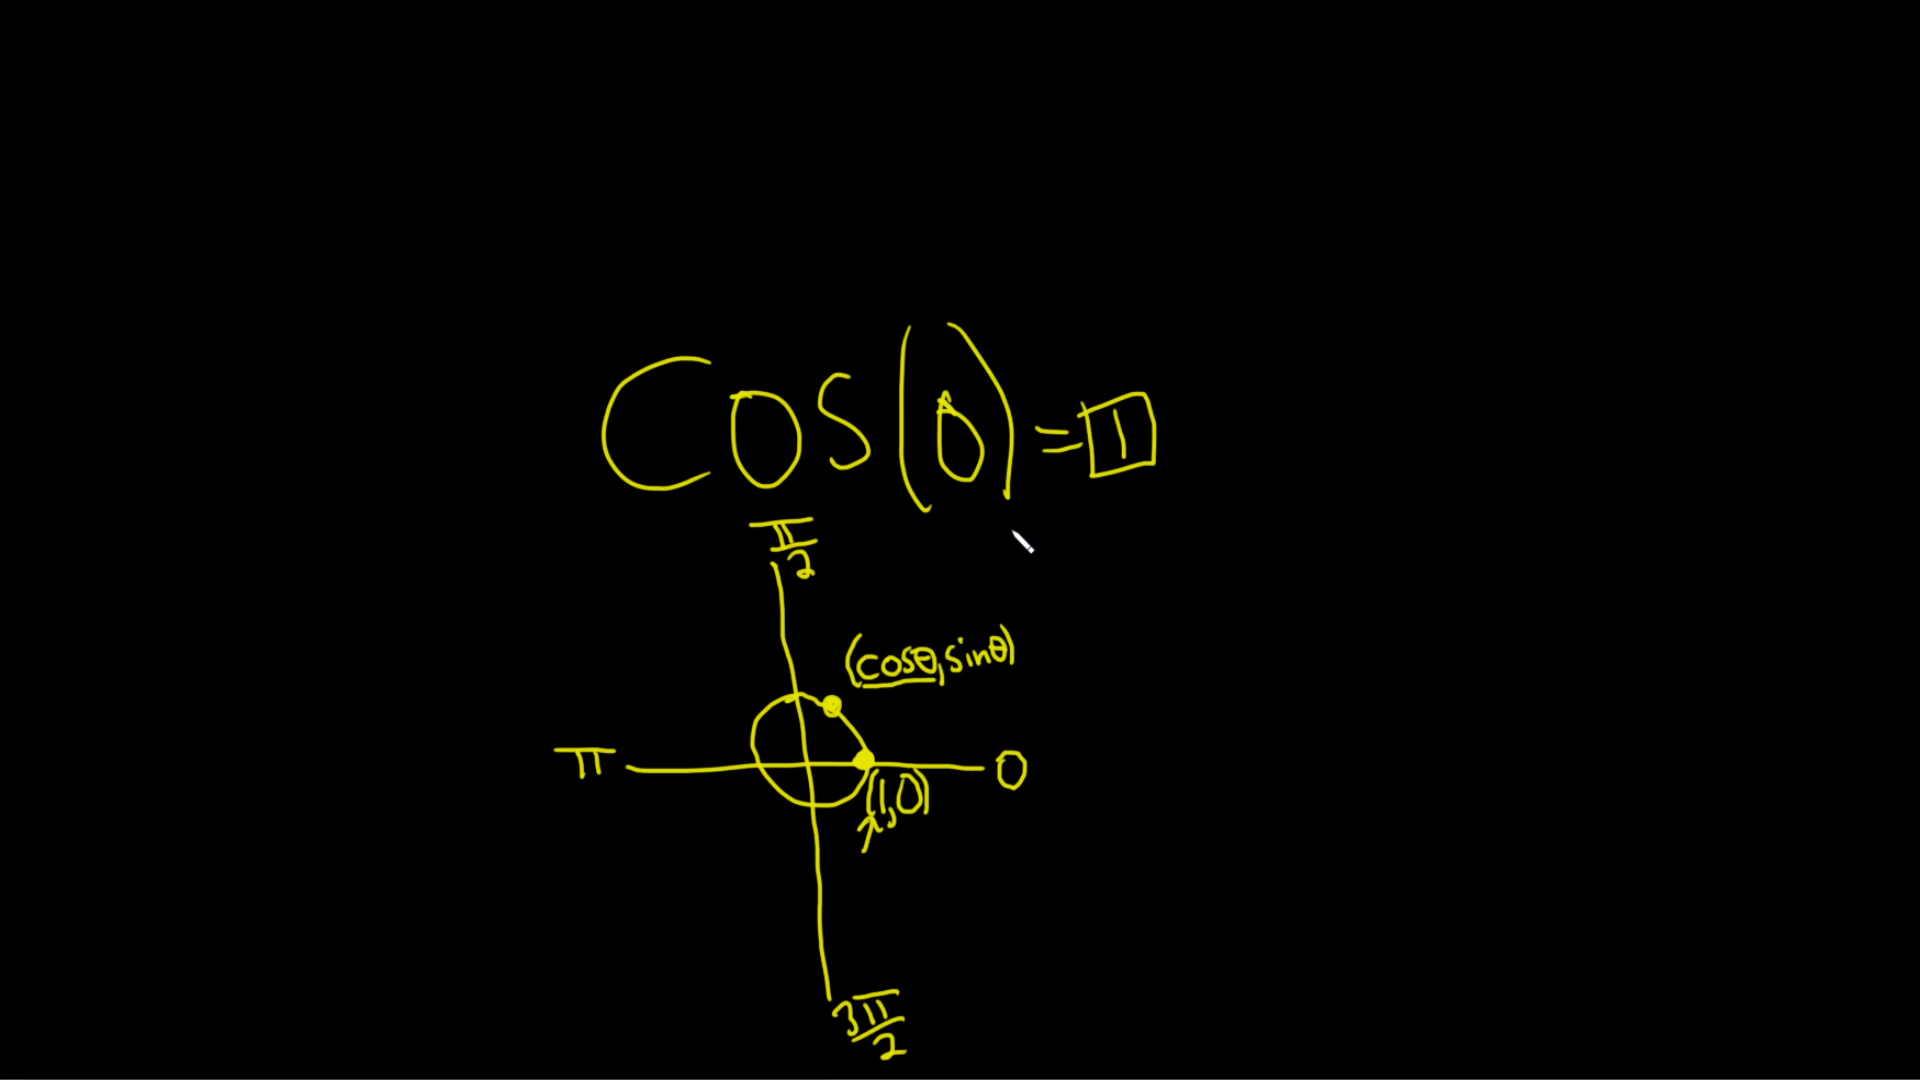 cos(0) = 1
π/2
(cosθ, sinθ)
π 0
(1,0)
x
3π/2